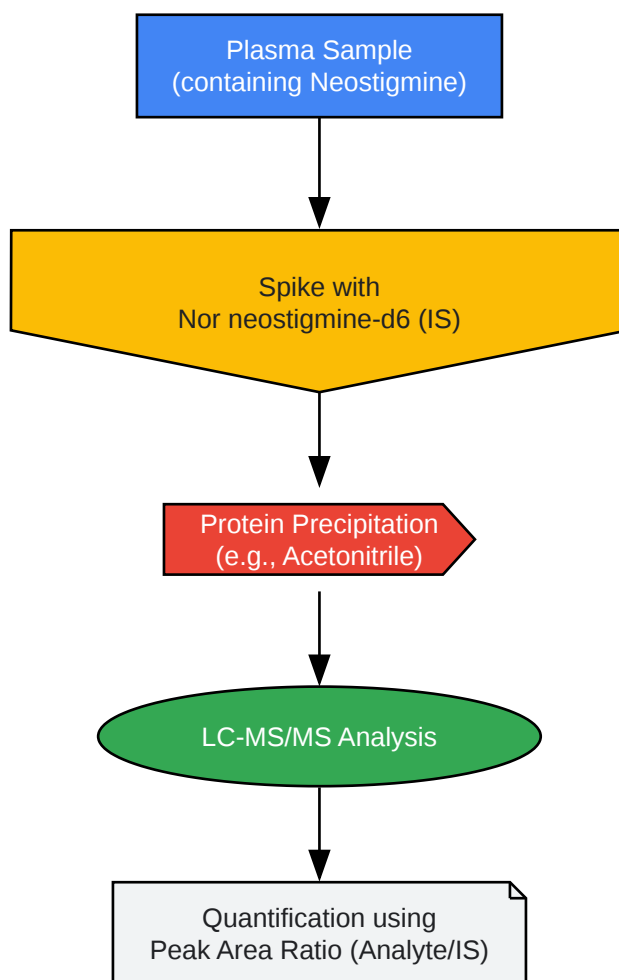 Plasma Sample
(containing Neostigmine)
Spike with
Nor neostigmine-d6 (IS)
Protein Precipitation
(e.g., Acetonitrile)
LC-MS/MS Analysis
Quantification using
Peak Area Ratio (Analyte/IS)